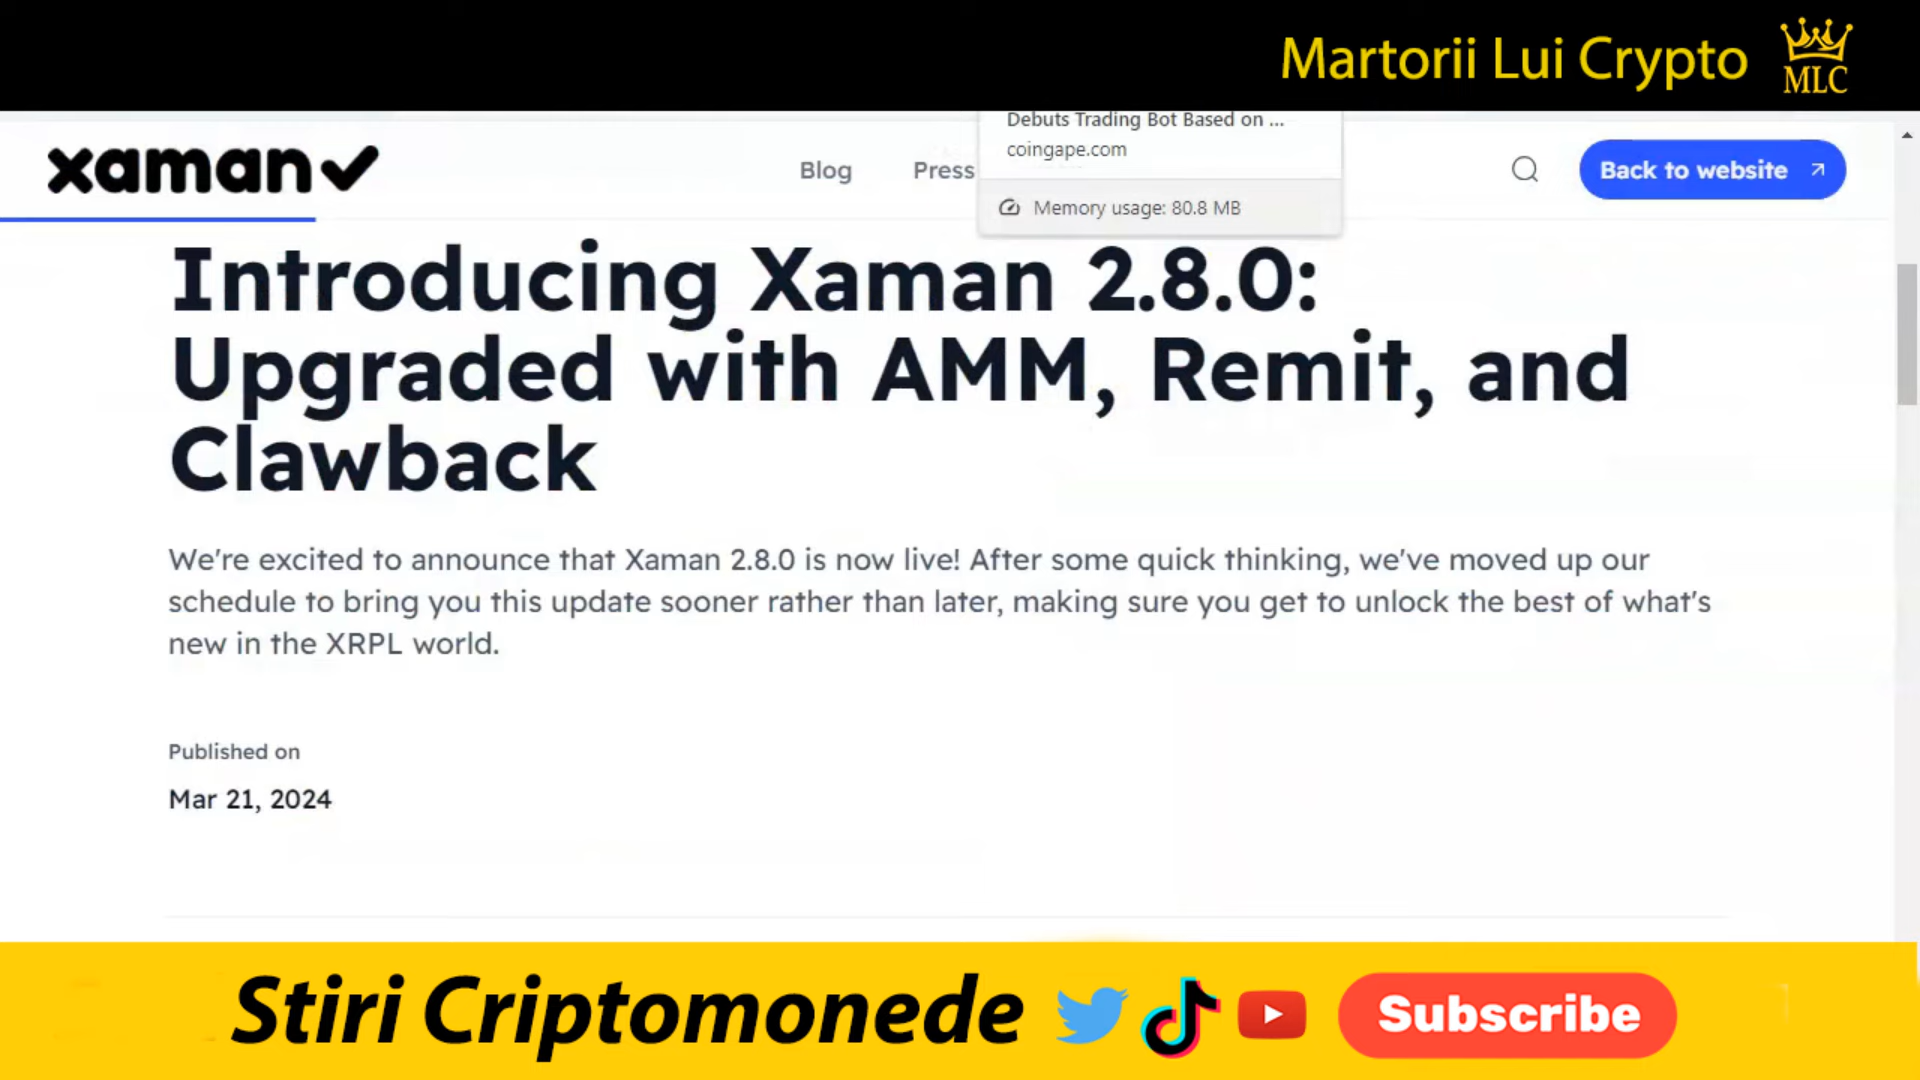 Martorii Lui Crypto
MLC
Debuts Trading Bot Based on ...
coingape.com
Memory usage: 80.8 MB
xaman
Blog
Press
Back to website
Introducing Xaman 2.8.0:
Upgraded with AMM, Remit, and
Clawback
We're excited to announce that Xaman 2.8.0 is now live! After some quick thinking, we've moved up our
schedule to bring you this update sooner rather than later, making sure you get to unlock the best of what's
new in the XRPL world.
Published on
Mar 21, 2024
Stiri Criptomonede
Subscribe